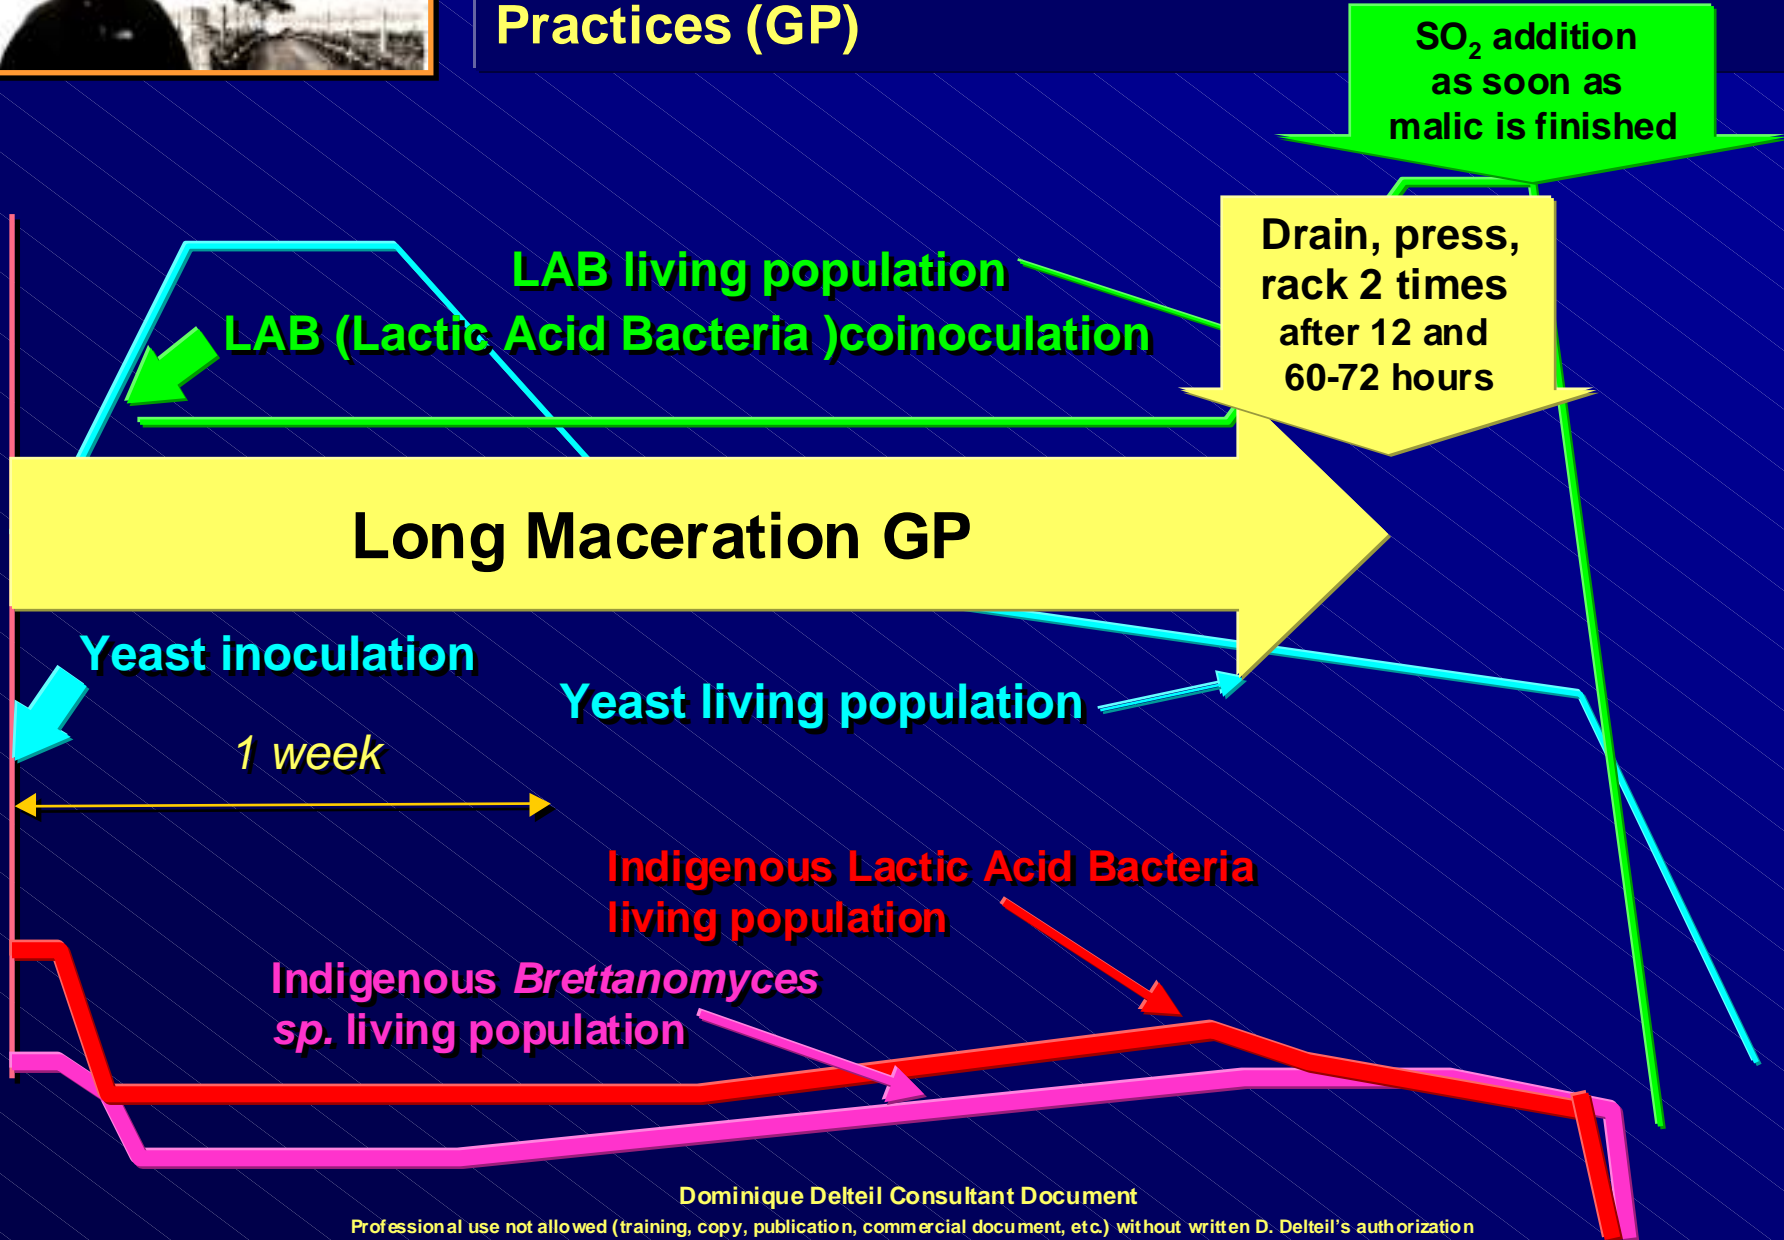 Practices (GP)
SO₂ addition
as soon as
malic is finished
Drain, press,
rack 2 times
after 12 and
60-72 hours
LAB living population
LAB (Lactic Acid Bacteria )coinoculation
Long Maceration GP
Yeast inoculation
Yeast living population
1 week
Indigenous Lactic Acid Bacteria
living population
Indigenous Brettanomyces
sp. living population
Dominique Delteil Consultant Document
Professional use not allowed (training, copy, publication, commercial document, etc.) without written D. Delteil's authorization